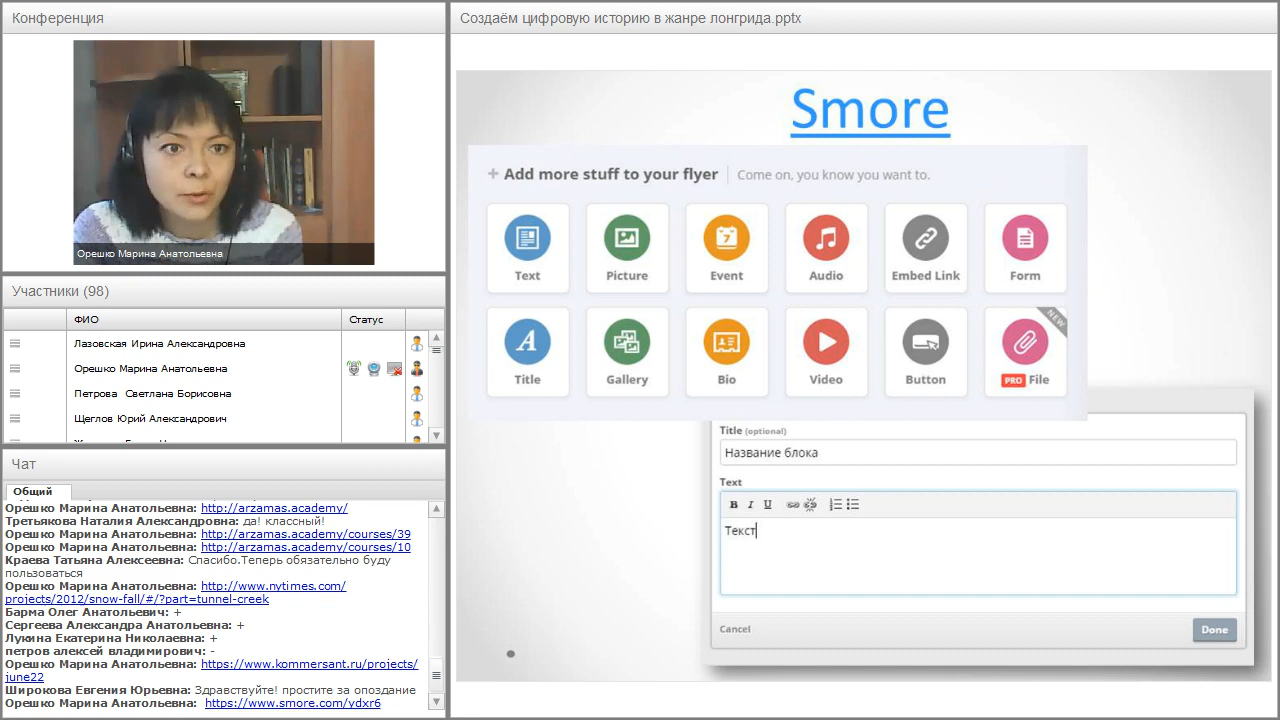 Конференция
Орешко Марина Анатольевна
Участники (98)
ФИО Статус
Лазовская Ирина Александровна
Орешко Марина Анатольевна
Петрова Светлана Борисовна
Щеглов Юрий Александрович
Чат
Общий
Орешко Марина Анатольевна: http://arzamas.academy/
Третьякова Наталия Александровна: да! классный!
Орешко Марина Анатольевна: http://arzamas.academy/courses/39
Орешко Марина Анатольевна: http://arzamas.academy/courses/10
Краева Татьяна Алексеевна: Спасибо.Теперь обязательно буду
пользоваться
Орешко Марина Анатольевна: http://www.nytimes.com/
projects/2012/snow-fall/#/?part=tunnel-creek
Барма Олег Анатольевич: +
Сергеева Александра Анатольевна: +
Лукина Екатерина Николаевна: +
петров алексей владимирович: -
Орешко Марина Анатольевна: https://www.kommersant.ru/projects/
june22
Широкова Евгения Юрьевна: Здравствуйте! простите за опоздание
Орешко Марина Анатольевна: https://www.smore.com/ydxr6
Создаём цифровую историю в жанре лонгрида.pptx
Smore
+ Add more stuff to your flyer Come on, you know you want to.
Text Picture Event Audio Embed Link Form
NEW
Title Gallery Bio Video Button PRO File
Title (optional)
Название блока
Text
B I U
Текст
Cancel Done